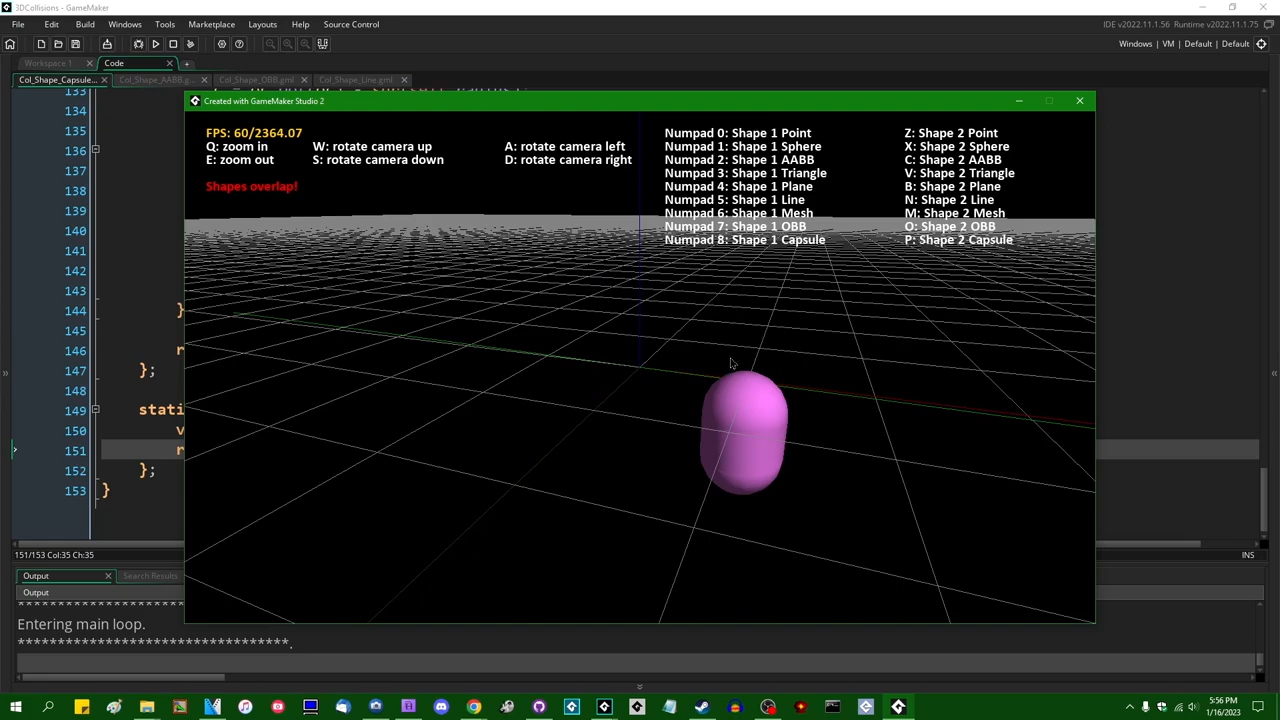 3DCollisions - GameMaker
File Edit Build Windows Tools Marketplace Layouts Help Source Control
IDE v2022.11.1.56 Runtime v2022.11.1.75
Windows | VM | Default | Default
Workspace 1 Code
Col_Shape_Capsule... Col_Shape_AABB.g... Col_Shape_OBB.gml Col_Shape_Line.gml
133
134
135
136
137
138
139
140
141
142
143
144 }
145
146 r
147 };
148
149 stati
150 v
151 r
152 };
153 }
Created with GameMaker Studio 2
FPS: 60/2364.07
Q: zoom in W: rotate camera up A: rotate camera left
E: zoom out S: rotate camera down D: rotate camera right
Shapes overlap!
Numpad 0: Shape 1 Point
Numpad 1: Shape 1 Sphere
Numpad 2: Shape 1 AABB
Numpad 3: Shape 1 Triangle
Numpad 4: Shape 1 Plane
Numpad 5: Shape 1 Line
Numpad 6: Shape 1 Mesh
Numpad 7: Shape 1 OBB
Numpad 8: Shape 1 Capsule
Z: Shape 2 Point
X: Shape 2 Sphere
C: Shape 2 AABB
V: Shape 2 Triangle
B: Shape 2 Plane
N: Shape 2 Line
M: Shape 2 Mesh
O: Shape 2 OBB
P: Shape 2 Capsule
151/153 Col:35 Ch:35
INS
Output Search Results
Output
Entering main loop.
*******************************.
5:56 PM
1/16/2023